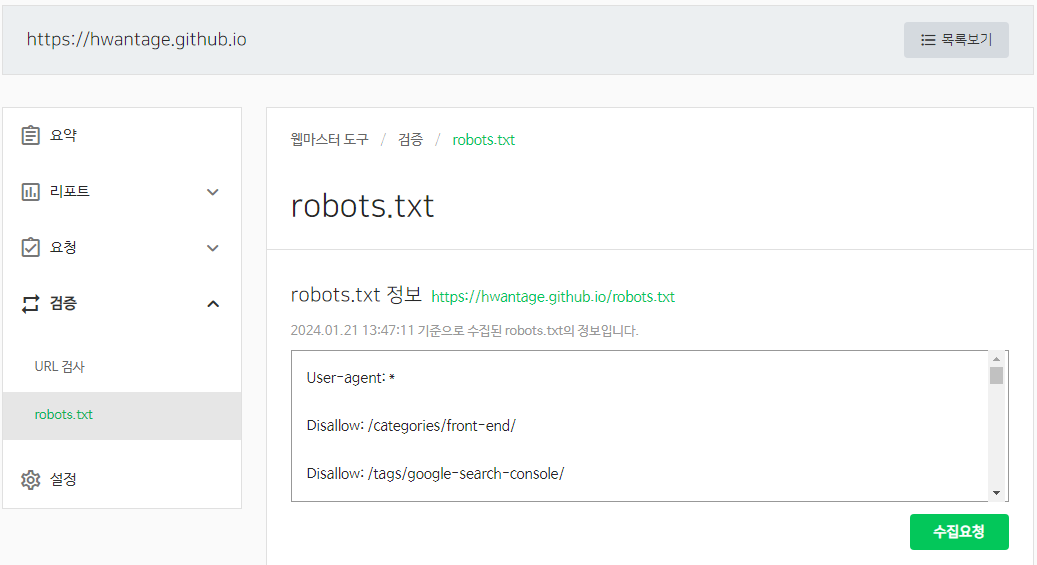 https://hwantage.github.io
목록보기
요약
리포트
요청
검증
URL 검사
robots.txt
설정
웹마스터 도구 / 검증 / robots.txt
robots.txt
robots.txt 정보 https://hwantage.github.io/robots.txt
2024.01.21 13:47:11 기준으로 수집된 robots.txt의 정보입니다.
User-agent: *
Disallow: /categories/front-end/
Disallow: /tags/google-search-console/
수집요청